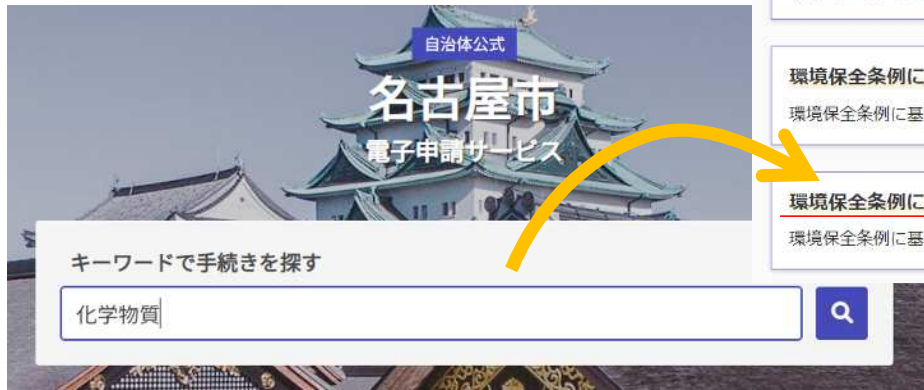 自治体公式
名古屋市
電子申請サービス
キーワードで手続きを探す
化学物質
環境保全条例に
環境保全条例に基
環境保全条例に
環境保全条例に基